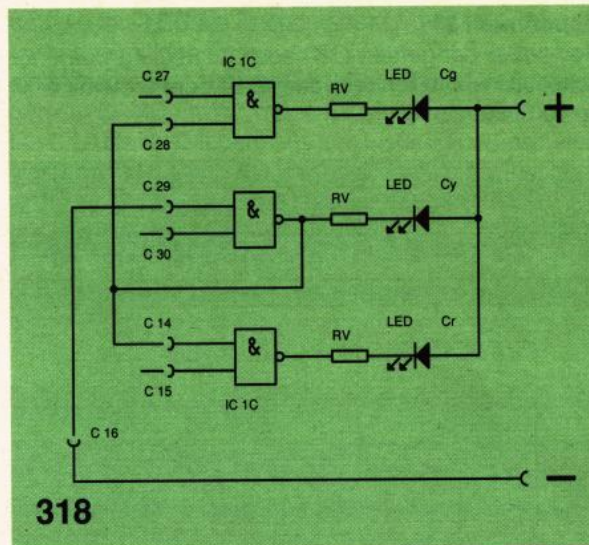 IC 1C
C 27
&
RV
LED
Cg
+
C 28
C 29
&
RV
LED
Cy
C 30
C 14
&
RV
LED
Cr
C 15
IC 1C
C 16
−
318